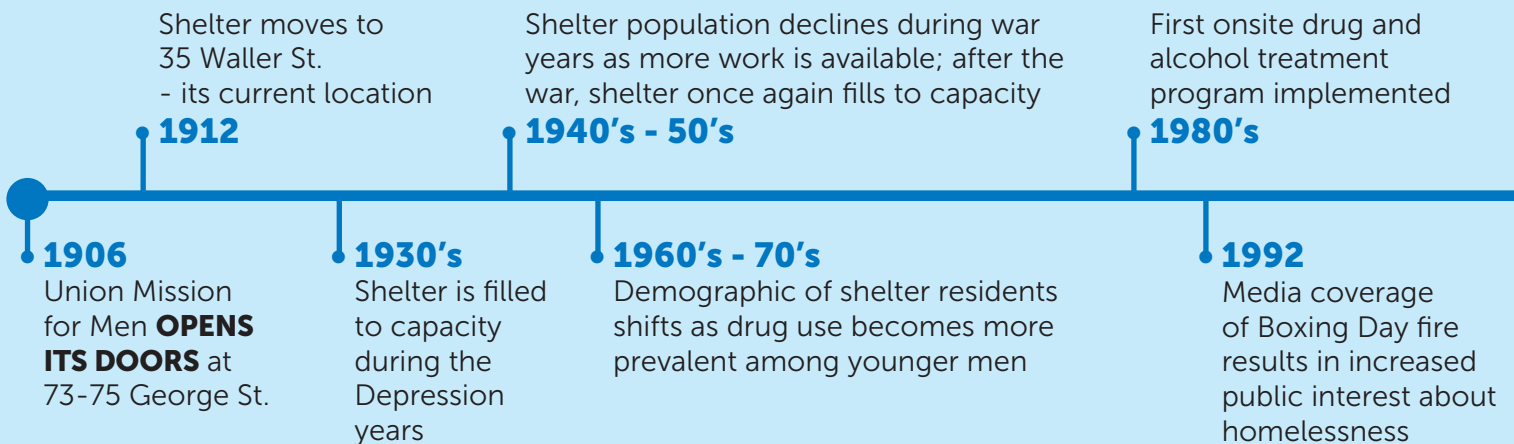 Shelter moves to
35 Waller St.
- its current location
1912
Shelter population declines during war
years as more work is available; after the
war, shelter once again fills to capacity
1940's - 50's
First onsite drug and
alcohol treatment
program implemented
1980's
1906
Union Mission
for Men OPENS
ITS DOORS at
73-75 George St.
1930's
Shelter is filled
to capacity
during the
Depression
years
1960's - 70's
Demographic of shelter residents
shifts as drug use becomes more
prevalent among younger men
1992
Media coverage
of Boxing Day fire
results in increased
public interest about
homelessness